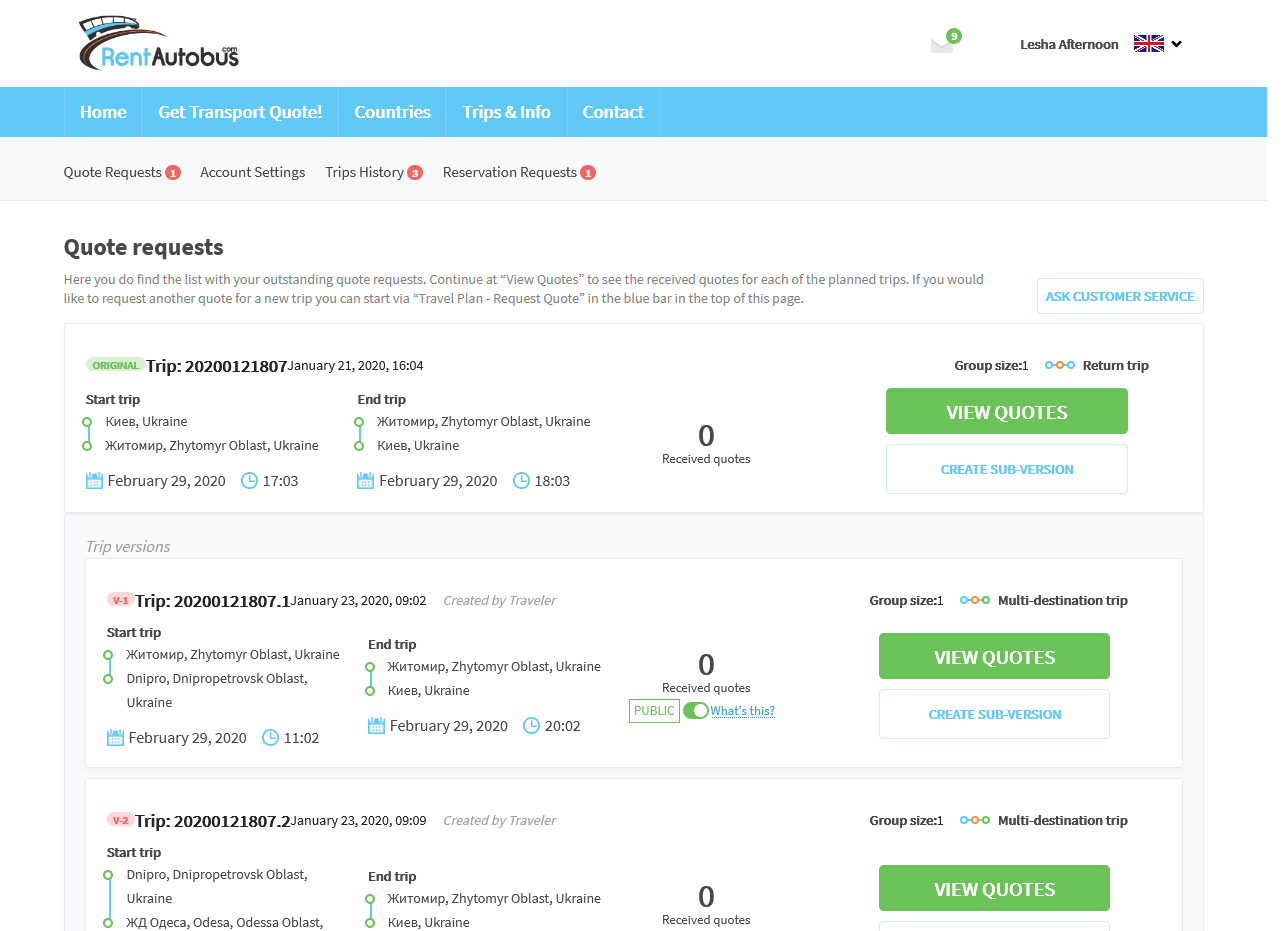 RentAutobus.com
9
Lesha Afternoon
Home Get Transport Quote! Countries Trips & Info Contact
Quote Requests 1 Account Settings Trips History 3 Reservation Requests 1
Quote requests
Here you do find the list with your outstanding quote requests. Continue at “View Quotes” to see the received quotes for each of the planned trips. If you would
like to request another quote for a new trip you can start via “Travel Plan - Request Quote” in the blue bar in the top of this page.
ASK CUSTOMER SERVICE
ORIGINAL Trip: 20200121807 January 21, 2020, 16:04
Group size:1 Return trip
Start trip
Киев, Ukraine
Житомир, Zhytomyr Oblast, Ukraine
February 29, 2020 17:03
End trip
Житомир, Zhytomyr Oblast, Ukraine
Киев, Ukraine
February 29, 2020 18:03
0
Received quotes
VIEW QUOTES
CREATE SUB-VERSION
Trip versions
V-1 Trip: 20200121807.1 January 23, 2020, 09:02 Created by Traveler
Group size:1 Multi-destination trip
Start trip
Житомир, Zhytomyr Oblast, Ukraine
Dnipro, Dnipropetrovsk Oblast,
Ukraine
February 29, 2020 11:02
End trip
Житомир, Zhytomyr Oblast, Ukraine
Киев, Ukraine
February 29, 2020 20:02
0
Received quotes
PUBLIC What's this?
VIEW QUOTES
CREATE SUB-VERSION
V-2 Trip: 20200121807.2 January 23, 2020, 09:09 Created by Traveler
Group size:1 Multi-destination trip
Start trip
Dnipro, Dnipropetrovsk Oblast,
Ukraine
ЖД Одеса, Odesa, Odessa Oblast,
End trip
Житомир, Zhytomyr Oblast, Ukraine
Киев, Ukraine
0
Received quotes
VIEW QUOTES